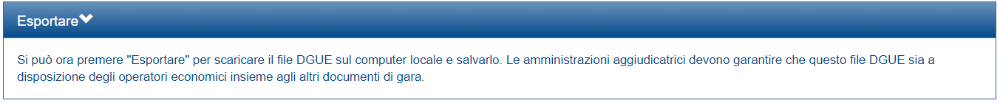 Esportare
Si può ora premere "Esportare" per scaricare il file DGUE sul computer locale e salvarlo. Le amministrazioni aggiudicatrici devono garantire che questo file DGUE sia a
disposizione degli operatori economici insieme agli altri documenti di gara.